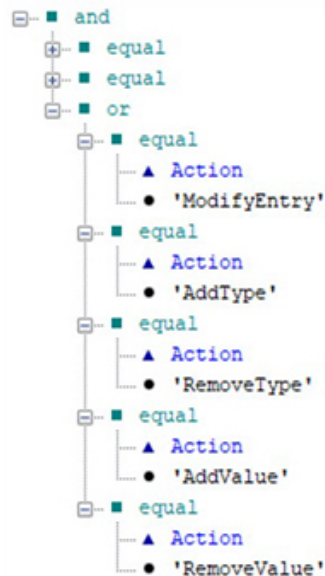 and
equal
equal
or
equal
Action
'ModifyEntry'
equal
Action
'AddType'
equal
Action
'RemoveType'
equal
Action
'AddValue'
equal
Action
'RemoveValue'